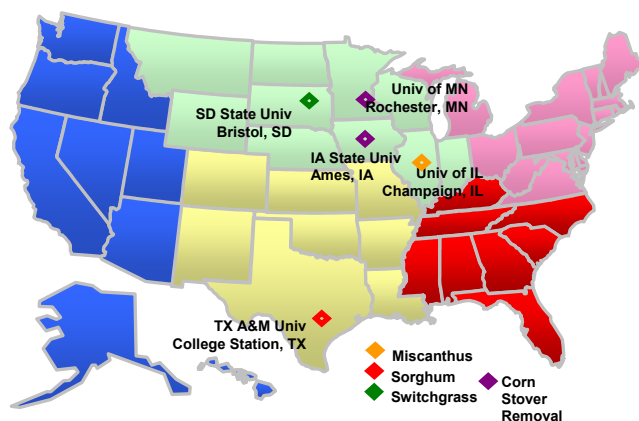 Univ of MN
Rochester, MN
SD State Univ
Bristol, SD
IA State Univ
Ames, IA
Univ of IL
Champaign, IL
TX A&M Univ
College Station, TX
Miscanthus
Sorghum
Switchgrass
Corn
Stover
Removal